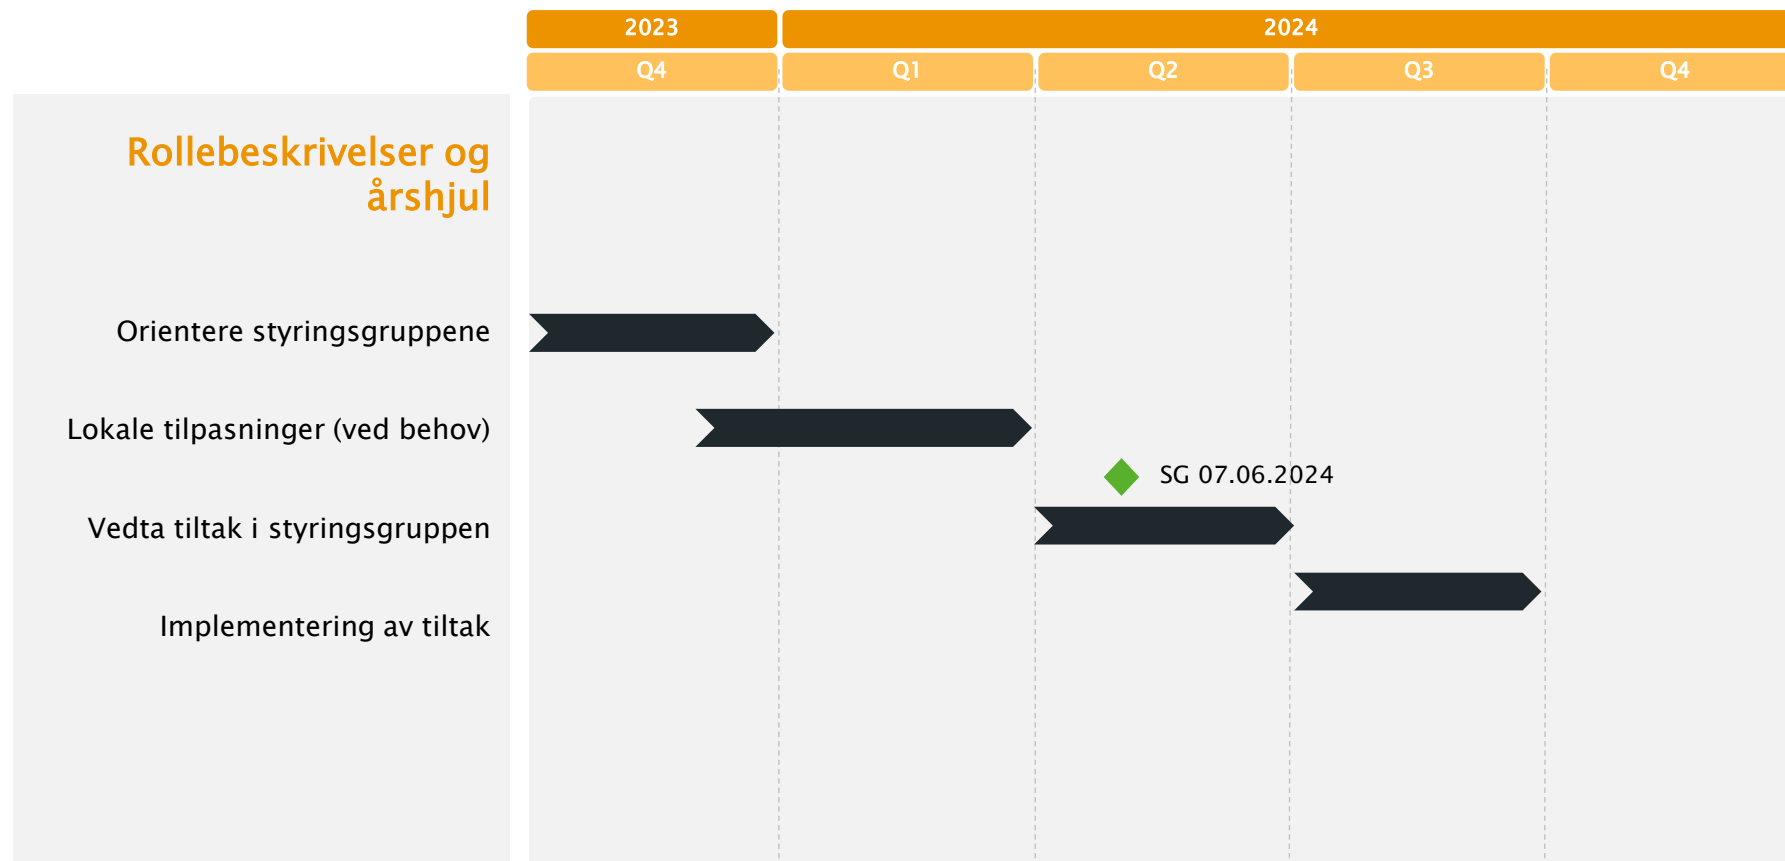 2023
2024
Q4
Q1
Q2
Q3
Q4
Rollebeskrivelser og
årshjul
Orientere styringsgruppene
Lokale tilpasninger (ved behov)
SG 07.06.2024
Vedta tiltak i styringsgruppen
Implementering av tiltak